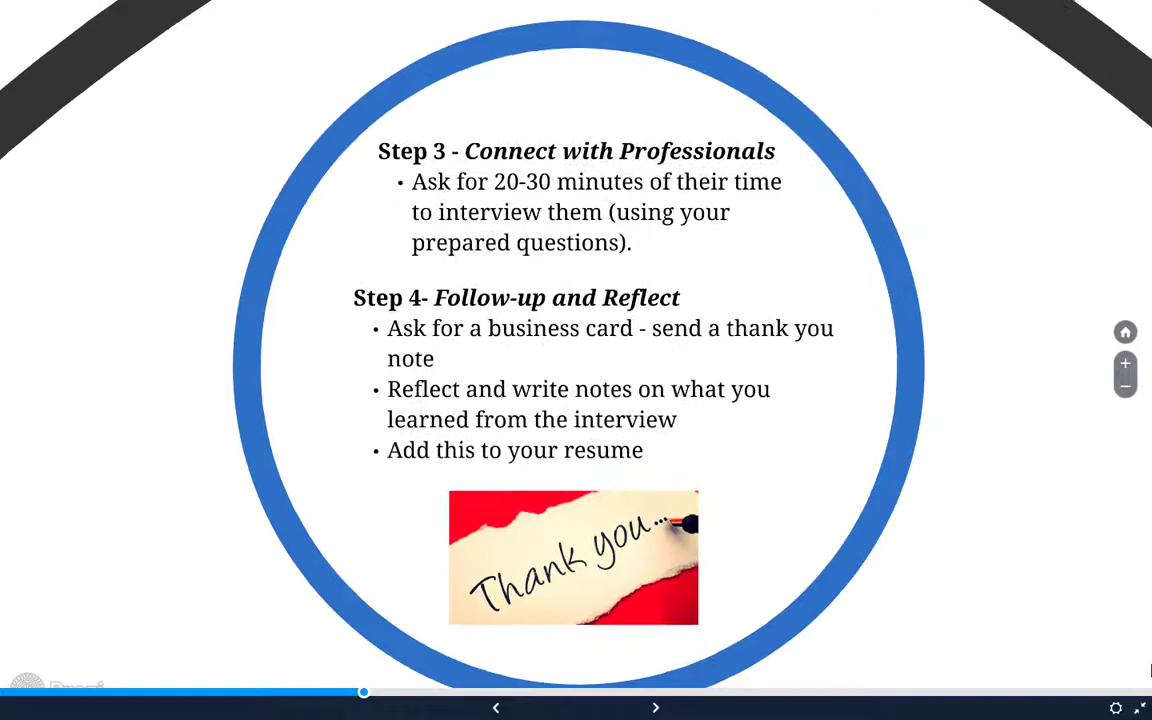 Step 3 - Connect with Professionals
• Ask for 20-30 minutes of their time
to interview them (using your
prepared questions).
Step 4- Follow-up and Reflect
• Ask for a business card - send a thank you
note
• Reflect and write notes on what you
learned from the interview
• Add this to your resume
Thank you...